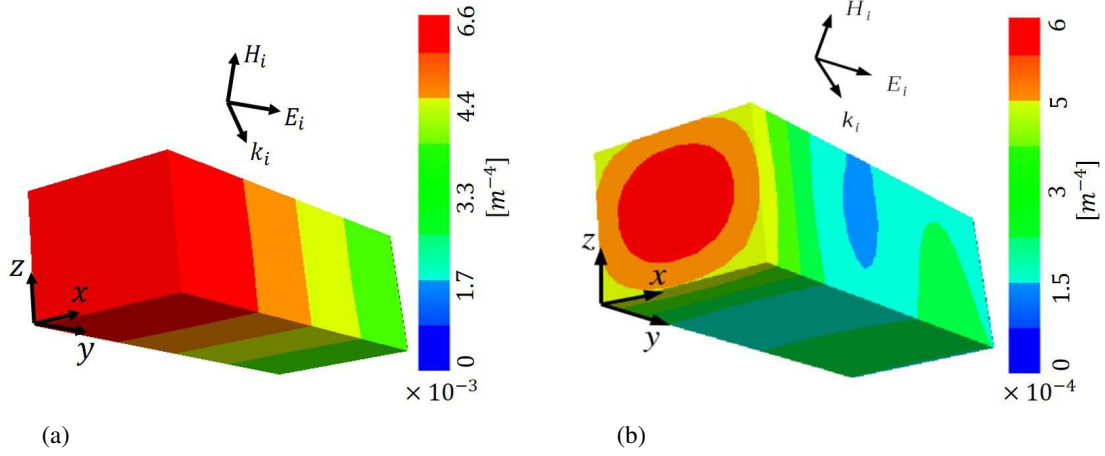 H_i
E_i
k_i
z
x
y
6.6
4.4
3.3
1.7
0
[m^{-4}]
× 10^{-3}
(a)
H_i
E_i
k_i
z
x
y
6
5
3
1.5
0
[m^{-4}]
× 10^{-4}
(b)